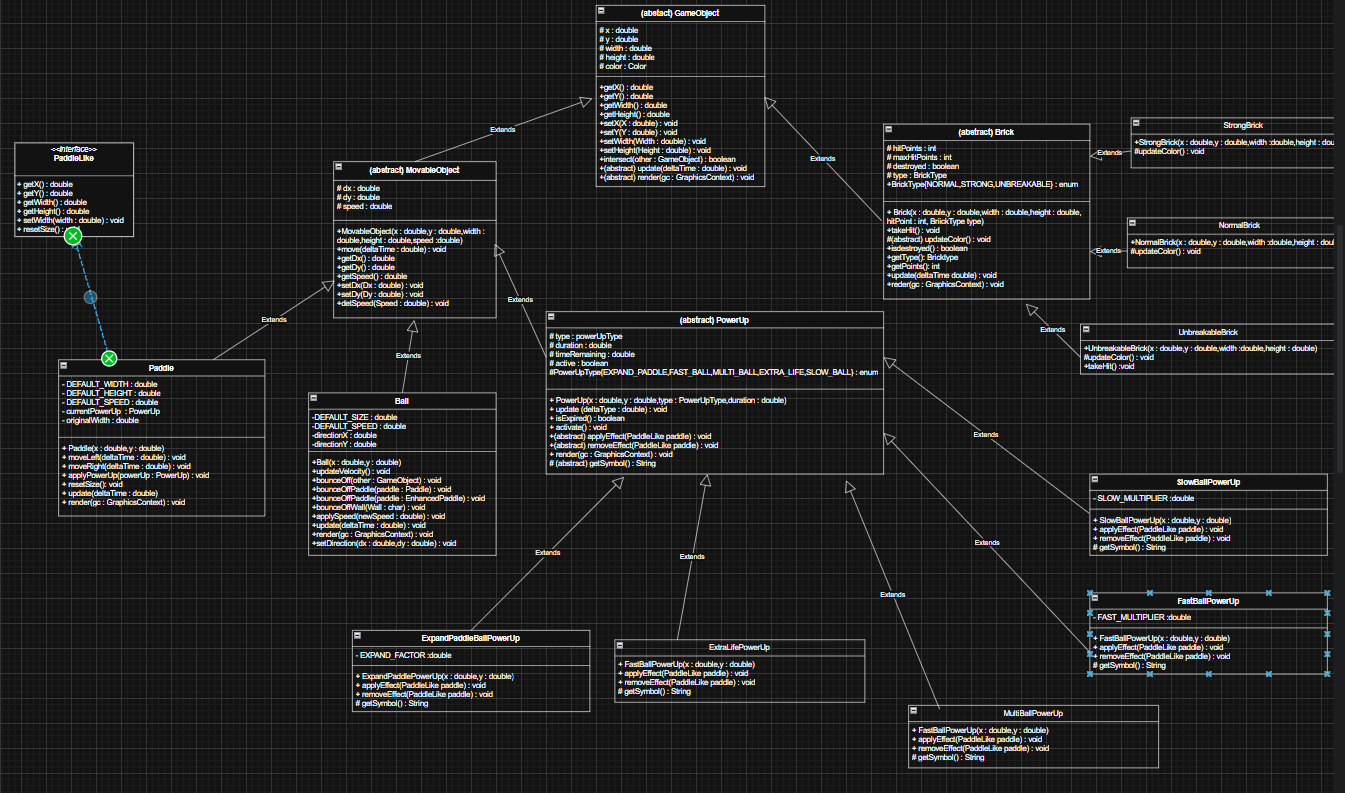 (abstact) GameObject
# x : double
# y : double
# width : double
# height : double
# color : Color
+getX() : double
+getY() : double
+getWidth() : double
+getHeight() : double
+setX(X : double) : void
+setY(Y : double) : void
+setWidth(Width : double) : void
+setHeight(Height : double) : void
+intersect(other : GameObject) : boolean
+(abstract) update(deltaTime : double) : void
+(abstract) render(gc : GraphicsContext) : void
<<Interface>>
PaddleLike
+ getX() : double
+ getY() : double
+ getWidth() : double
+ getHeight() : double
+ setWidth(width : double) : void
+ resetSize() :
(abstract) MovableObject
# dx : double
# dy : double
# speed : double
+MovableObject(x : double,y : double,width :
double,height : double,speed :double)
+move(deltaTime : double) : void
+getDx() : double
+getDy() : double
+getSpeed() : double
+setDx(Dx : double) : void
+setDy(Dy : double) : void
+detSpeed(Speed : double) : void
(abstract) Brick
# hitPoints : int
# maxHitPoints : int
# destroyed : boolean
# type : BrickType
+BrickType{NORMAL,STRONG,UNBREAKABLE} : enum
+ Brick(x : double,y : double,width :double,height : double,
hitPoint : int, BriickType type)
+takeHit() : void
#(abstract) updateColor() : void
+isdestroyed() : boolean
+getType(): Bricktype
+getPoints(): int
+update(deltaTime double) : void
+reder(gc : GraphicsContext) : void
StrongBrick
+StrongBrick(x : double,y : double,width :double,height : dou
#updateColor() : void
NormalBrick
+NormalBrick(x : double,y : double,width :double,height : dou
#updateColor() : void
UnbreakableBrick
+UnbreakableBrick(x : double,y : double,width :double,height : double)
#updateColor() : void
+takeHit() :void
(abstract) PowerUp
# type : powerUpType
# duration : double
# timeRemaining : double
# active : boolean
#PowerUpType{EXPAND_PADDLE,FAST_BALL,MULTI_BALL,EXTRA_LIFE,SLOW_BALL} : enum
+ PowerUp(x : double,y : double,type : PowerUpType,duration : double)
+ update (deltaType : double) : void
+ isExpired() : boolean
+ activate() : void
+(abstract) applyEffect(PaddleLike paddle) : void
+(abstract) removeEffect(PaddleLike paddle) : void
+ render(gc : GraphicsContext) : void
# (abstract) getSymbol() : String
Paddle
- DEFAULT_WIDTH : double
- DEFAULT_HEIGHT : double
- DEFAULT_SPEED : double
- currentPowerUp : PowerUp
- originalWidth : double
+ Paddle(x : double,y : double)
+ moveLeft(deltaTime : double) : void
+ moveRight(deltaTime : double) : void
+ applyPowerUp(powerUp : PowerUp) : void
+ resetSize(): void
+ update(deltaTime : double)
+ render(gc : GraphicsContext) : void
Ball
-DEFAULT_SIZE : double
-DEFAULT_SPEED : double
-directionX : double
-directionY : double
+Ball(x : double,y : double)
+updateVelocity() : void
+bounceOff(other : GameObject) : void
+bounceOffPaddle(paddle : Paddle) : void
+bounceOffPaddle(paddle : EnhancedPaddle) : void
+bounceOffWall(Wall : char) : void
+applySpeed(newSpeed : double) : void
+update(deltaTime : double) : void
+render(gc : GraphicsContext) : void
+setDirection(dx : double,dy : double) : void
SlowBallPowerUp
- SLOW_MULTIPLIER :double
+ SlowBallPowerUp(x : double,y : double)
+ applyEffect(PaddleLike paddle) : void
+ removeEffect(PaddleLike paddle) : void
# getSymbol() : String
FastBallPowerUp
- FAST_MULTIPLIER :double
+ FastBallPowerUp(x : double,y : double)
+ applyEffect(PaddleLike paddle) : void
+ removeEffect(PaddleLike paddle) : void
# getSymbol() : String
ExpandPaddleBallPowerUp
- EXPAND_FACTOR :double
+ ExpandPaddlePowerUp(x : double,y : double)
+ applyEffect(PaddleLike paddle) : void
+ removeEffect(PaddleLike paddle) : void
# getSymbol() : String
ExtraLifePowerUp
+ FastBallPowerUp(x : double,y : double)
+ applyEffect(PaddleLike paddle) : void
+ removeEffect(PaddleLike paddle) : void
# getSymbol() : String
MultiBallPowerUp
+ FastBallPowerUp(x : double,y : double)
+ applyEffect(PaddleLike paddle) : void
+ removeEffect(PaddleLike paddle) : void
# getSymbol() : String
Extends
Extends
Extends
Extends
Extends
Extends
Extends
Extends
Extends
Extends
Extends
Extends
Extends